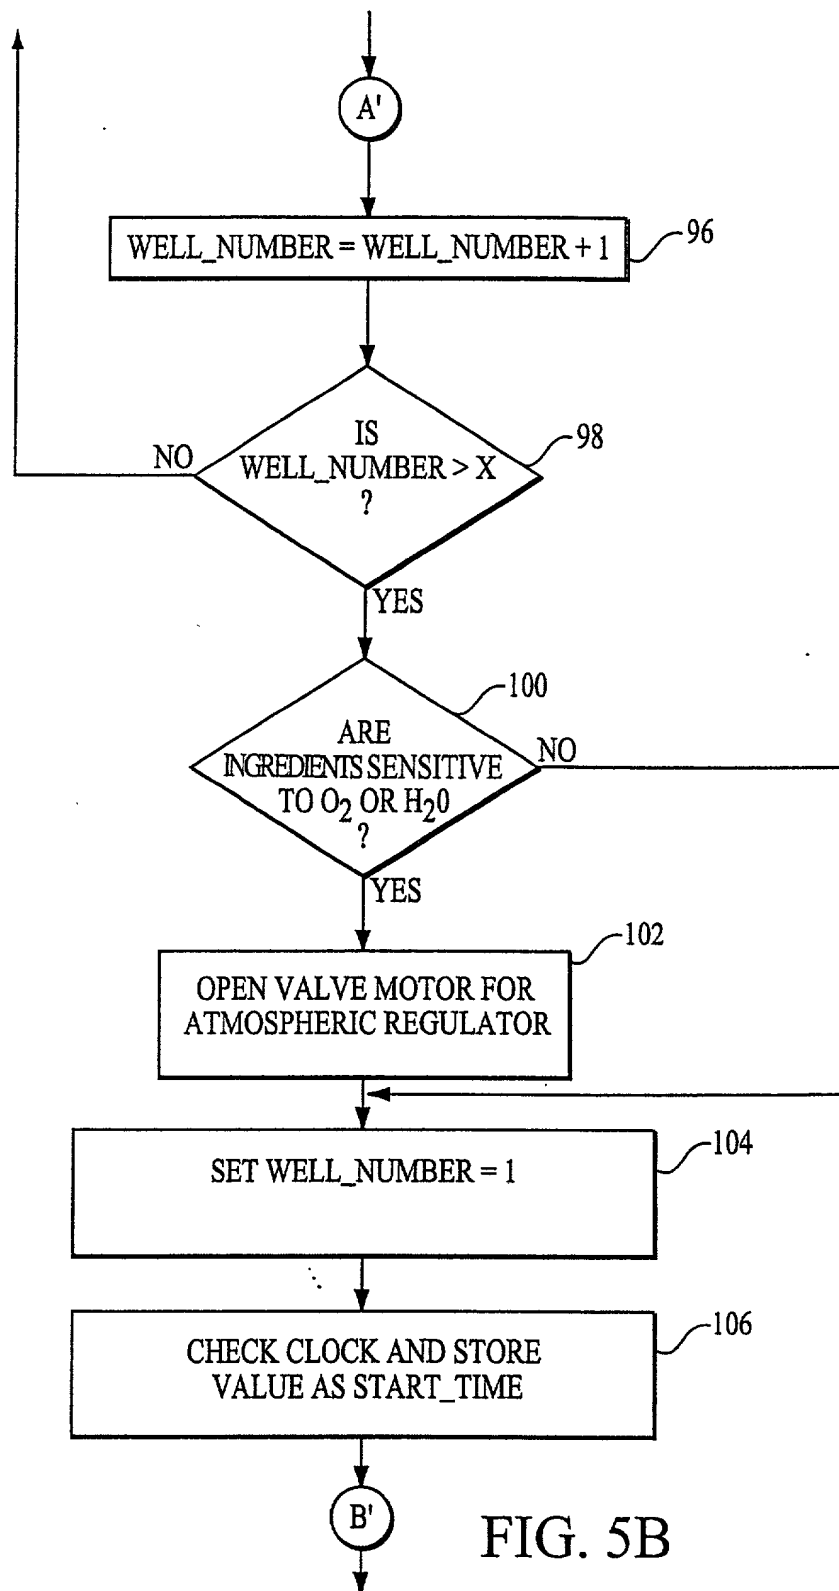 A'
WELL_NUMBER = WELL_NUMBER + 1
96
IS
WELL_NUMBER > X
?
98
NO
YES
100
ARE
INGREDIENTS SENSITIVE
TO O2 OR H20
?
NO
YES
102
OPEN VALVE MOTOR FOR
ATMOSPHERIC REGULATOR
104
SET WELL_NUMBER = 1
106
CHECK CLOCK AND STORE
VALUE AS START_TIME
B'
FIG. 5B